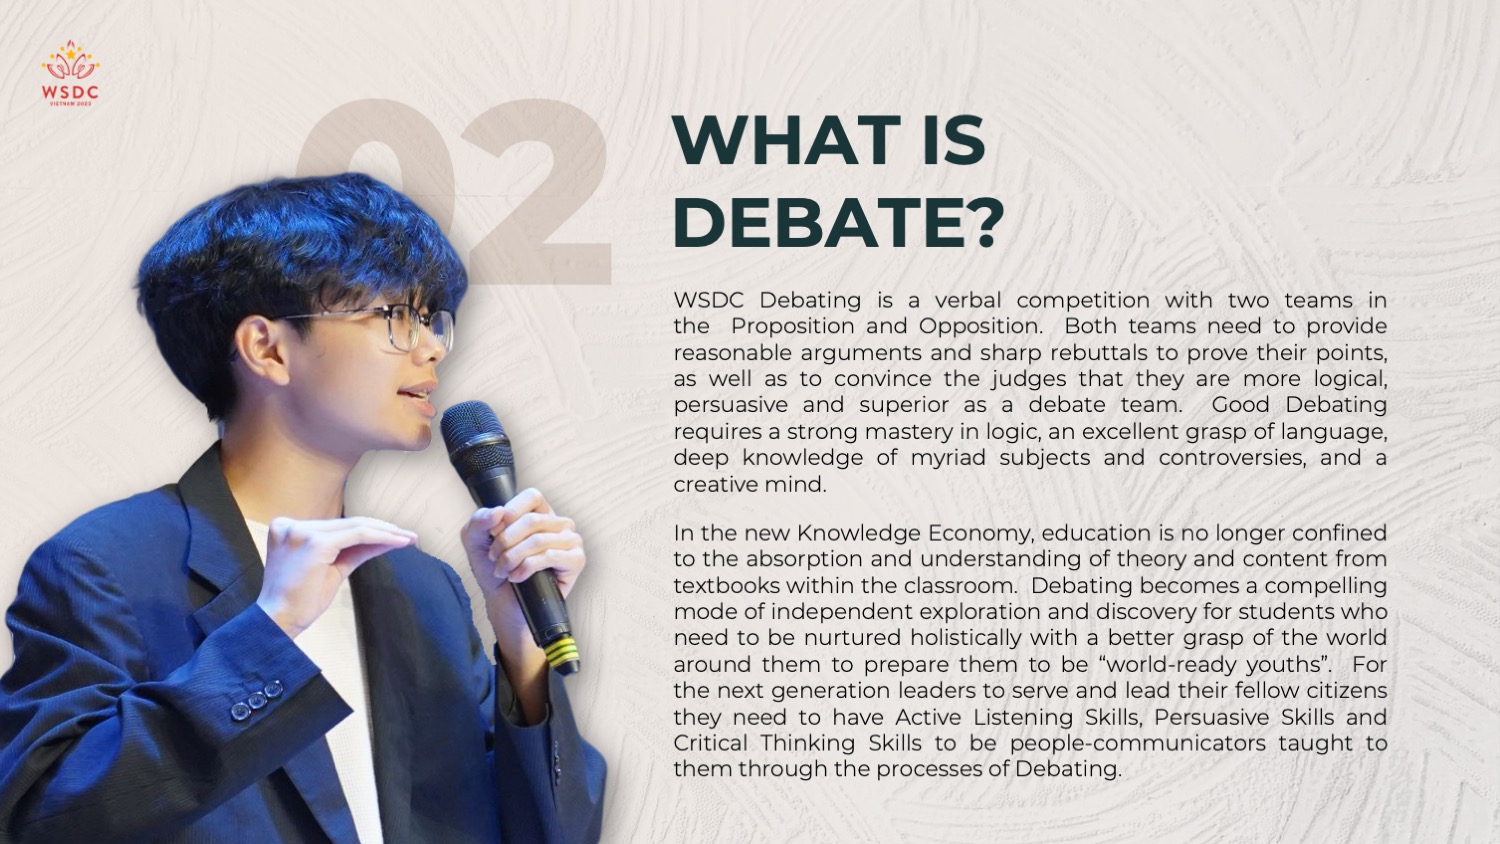 WSDC
VIETNAM 2023
02
WHAT IS
DEBATE?
WSDC Debating is a verbal competition with two teams in
the Proposition and Opposition. Both teams need to provide
reasonable arguments and sharp rebuttals to prove their points,
as well as to convince the judges that they are more logical,
persuasive and superior as a debate team. Good Debating
requires a strong mastery in logic, an excellent grasp of language,
deep knowledge of myriad subjects and controversies, and a
creative mind.
In the new Knowledge Economy, education is no longer confined
to the absorption and understanding of theory and content from
textbooks within the classroom. Debating becomes a compelling
mode of independent exploration and discovery for students who
need to be nurtured holistically with a better grasp of the world
around them to prepare them to be “world-ready youths”. For
the next generation leaders to serve and lead their fellow citizens
they need to have Active Listening Skills, Persuasive Skills and
Critical Thinking Skills to be people-communicators taught to
them through the processes of Debating.